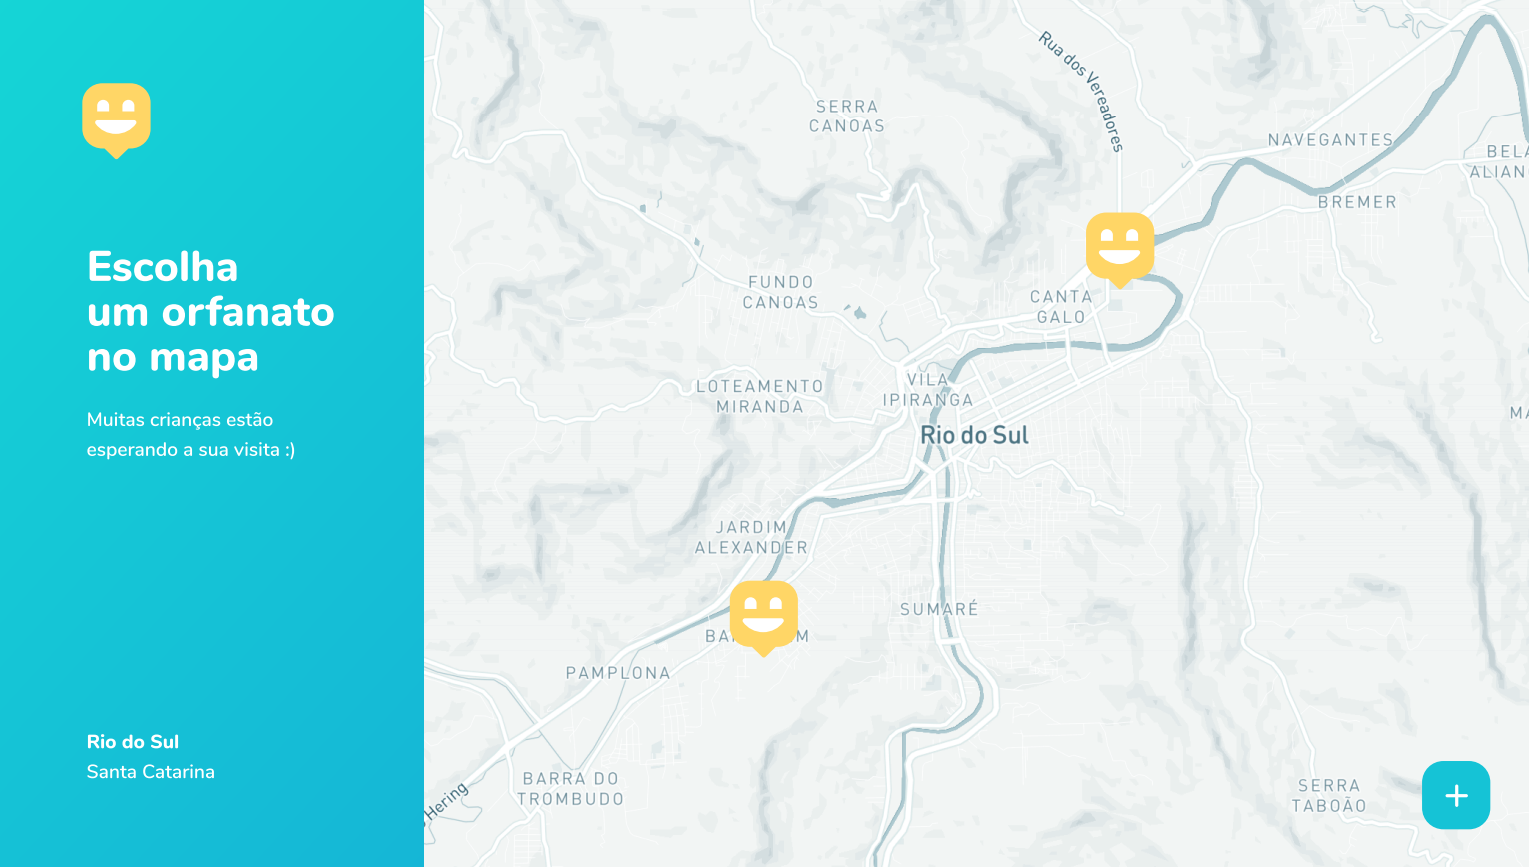 Escolha
um orfanato
no mapa
Muitas crianças estão
esperando a sua visita :)
Rio do Sul
Santa Catarina
Rua dos Vereadores
SERRA
CANOAS
NAVEGANTES
BELA
ALIAN
BREMER
FUNDO
CANOAS
CANTA
GALO
LOTEAMENTO
MIRANDA
VILA
IPIRANGA
MA
Rio do Sul
JARDIM
ALEXANDER
SUMARÉ
PAMPLONA
BARRA DO
TROMBUDO
Hering
SERRA
TABOÃO